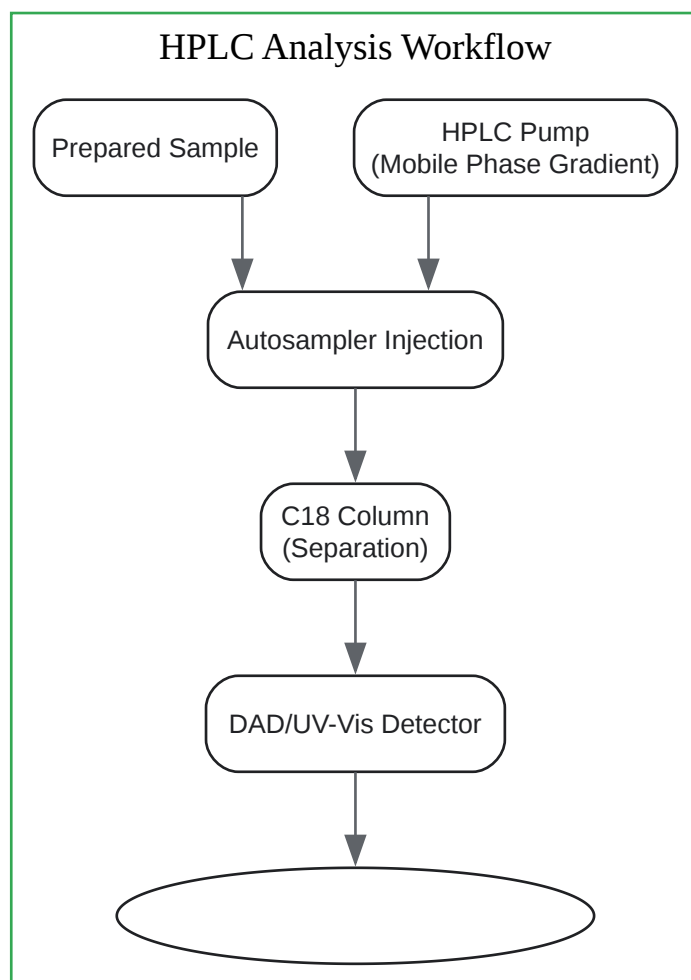 HPLC Analysis Workflow
Prepared Sample
HPLC Pump
(Mobile Phase Gradient)
Autosampler Injection
C18 Column
(Separation)
DAD/UV-Vis Detector